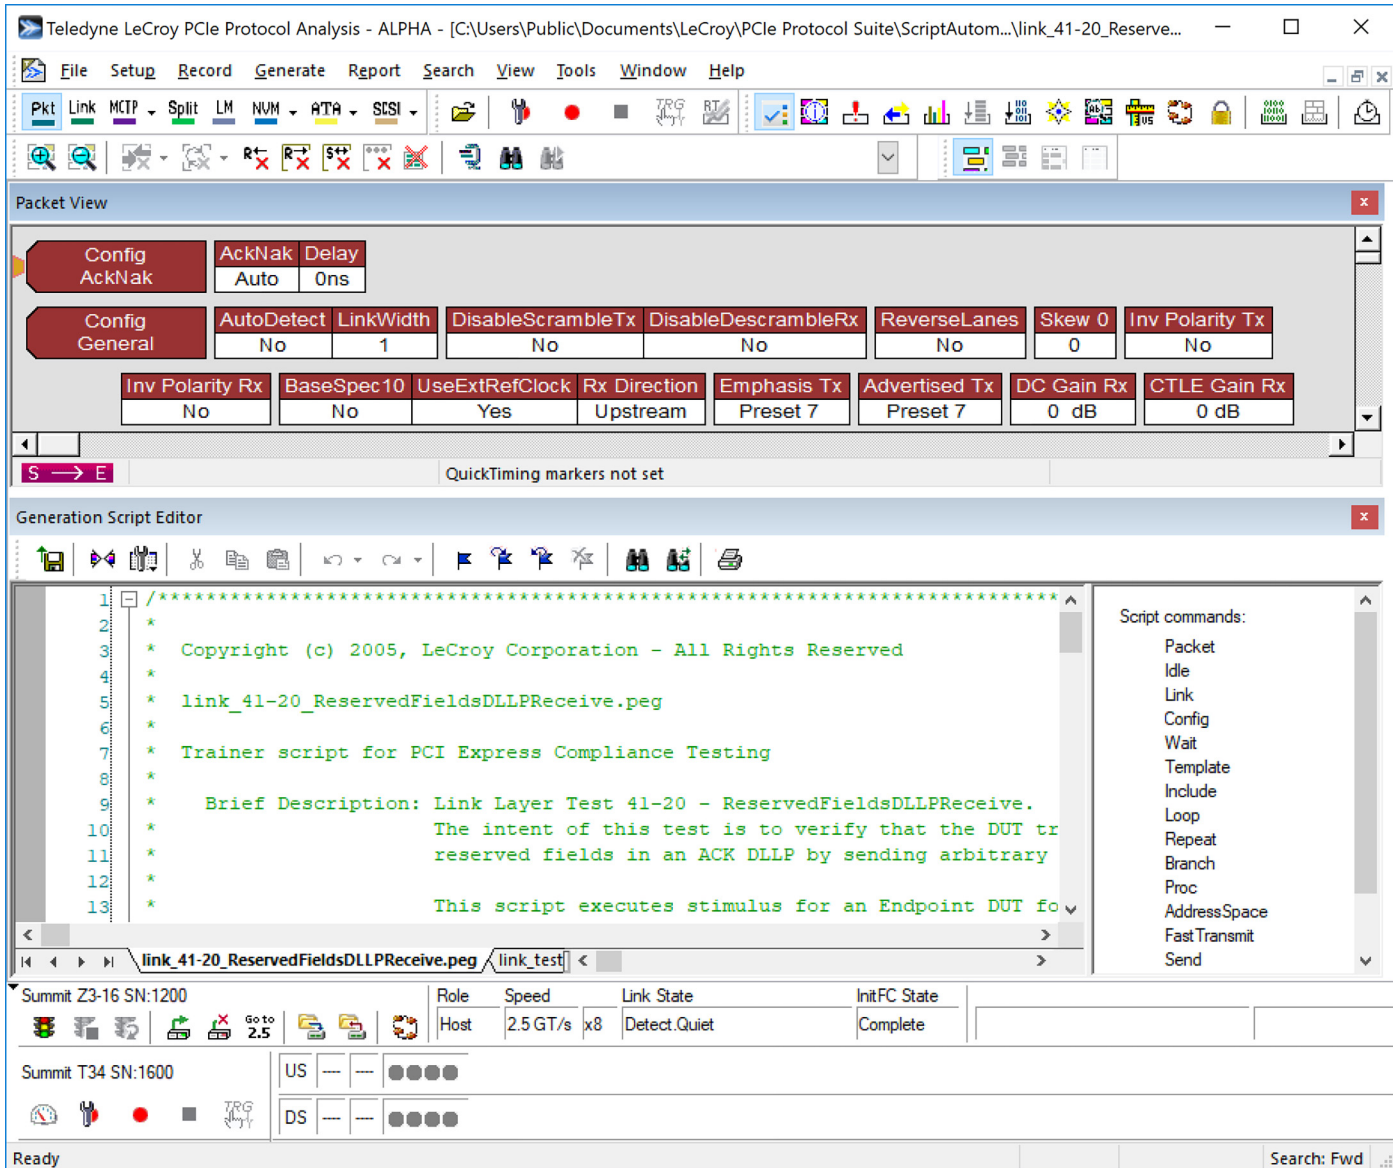 Teledyne LeCroy PCIe Protocol Analysis - ALPHA - [C:\Users\Public\Documents\LeCroy\PCIe Protocol Suite\ScriptAutom...\link_41-20_Reserve...
File Setup Record Generate Report Search View Tools Window Help
Pkt Link MCTP Split LM NVM ATA SCSI
Packet View
Config AckNak Delay
AckNak Auto 0ns
Config AutoDetect LinkWidth DisableScrambleTx DisableDescrambleRx ReverseLanes Skew 0 Inv Polarity Tx
General No 1 No No No 0 No
Inv Polarity Rx BaseSpec10 UseExtRefClock Rx Direction Emphasis Tx Advertised Tx DC Gain Rx CTLE Gain Rx
No No Yes Upstream Preset 7 Preset 7 0 dB 0 dB
S → E QuickTiming markers not set
Generation Script Editor
1 /***************************************************************************
2 *
3 * Copyright (c) 2005, LeCroy Corporation - All Rights Reserved
4 *
5 * link_41-20_ReservedFieldsDLLPReceive.peg
6 *
7 * Trainer script for PCI Express Compliance Testing
8 *
9 * Brief Description: Link Layer Test 41-20 - ReservedFieldsDLLPReceive.
10 * The intent of this test is to verify that the DUT tr
11 * reserved fields in an ACK DLLP by sending arbitrary
12 *
13 * This script executes stimulus for an Endpoint DUT fo
link_41-20_ReservedFieldsDLLPReceive.peg link_test
Script commands:
Packet
Idle
Link
Config
Wait
Template
Include
Loop
Repeat
Branch
Proc
AddressSpace
FastTransmit
Send
Summit Z3-16 SN:1200 Role Speed Link State InitFC State
Go to
2.5 Host 2.5 GT/s x8 Detect.Quiet Complete
Summit T34 SN:1600 US --- ---
TRG DS --- ---
Ready Search: Fwd